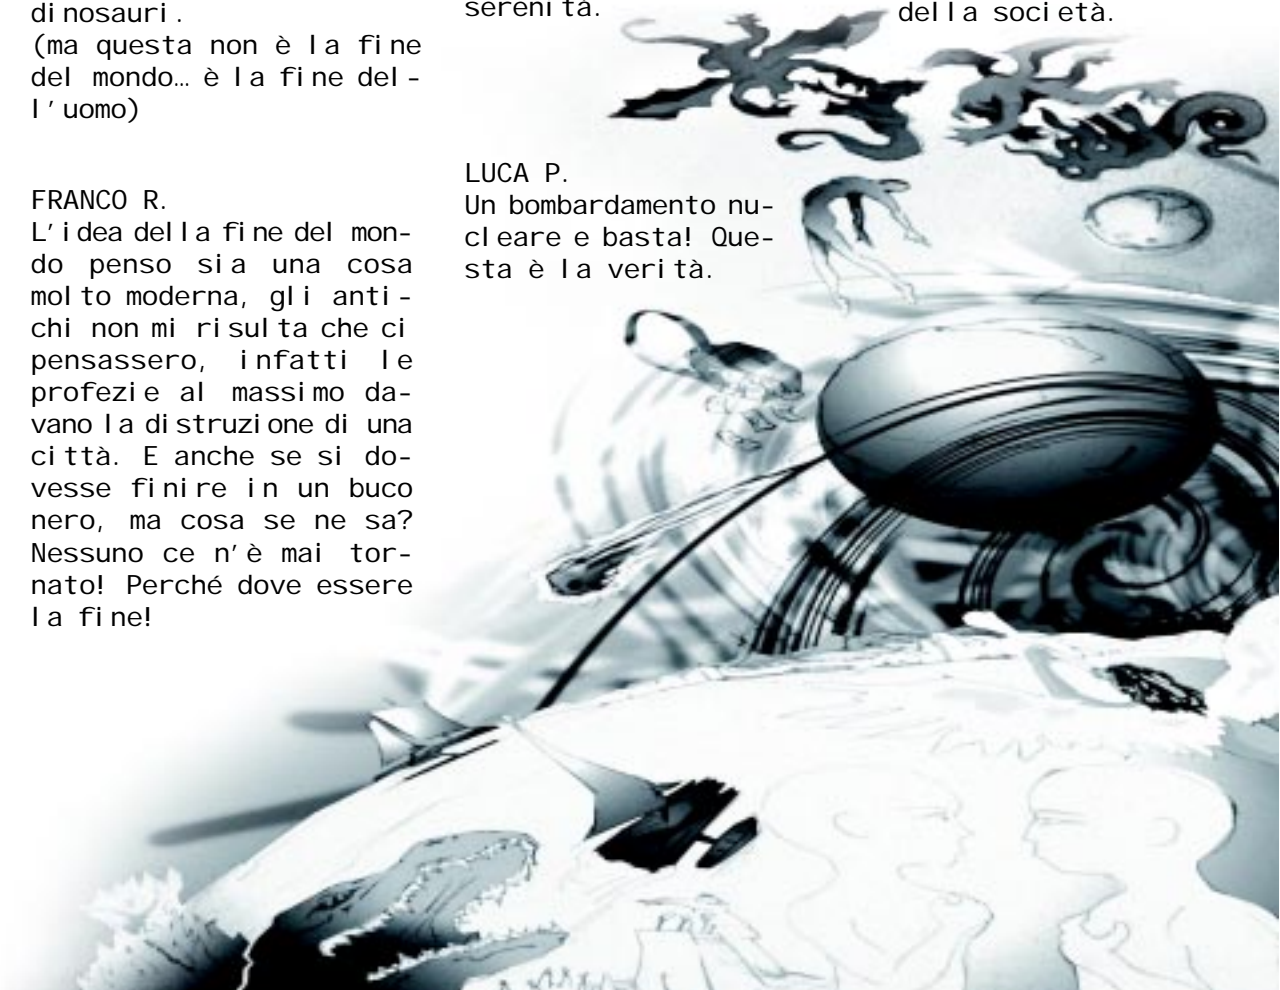 dinosauri.
(ma questa non è la fine
del mondo… è la fine del-
l'uomo)
FRANCO R.
L'idea della fine del mon-
do penso sia una cosa
molto moderna, gli anti-
chi non mi risulta che ci
pensassero, infatti le
profezie al massimo da-
vano la distruzione di una
città. E anche se si do-
vesse finire in un buco
nero, ma cosa se ne sa?
Nessuno ce n'è mai tor-
nato! Perché dove essere
la fine!
serenità.
LUCA P.
Un bombardamento nu-
cleare e basta! Que-
sta è la verità.
della società.